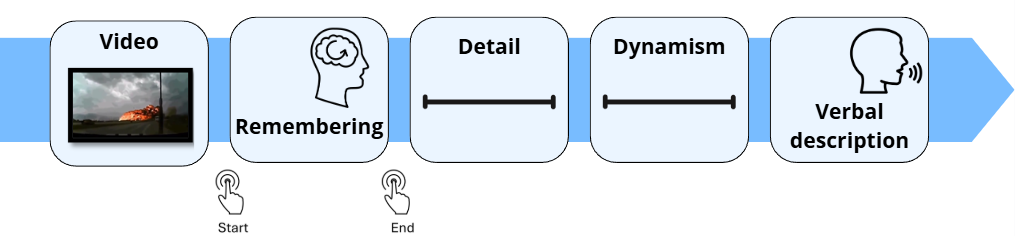 Video
Remembering
Detail
Dynamism
Verbal
description
Start
End